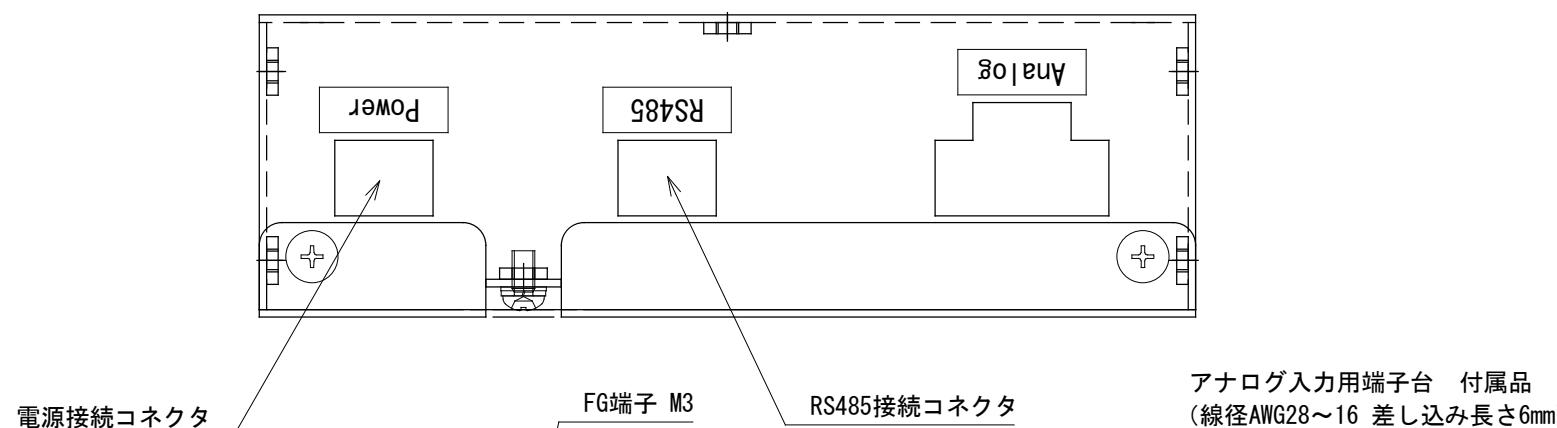 Analog
Power
RS485
電源接続コネクタ
FG端子 M3
RS485接続コネクタ
アナログ入力用端子台　付属品
(線径AWG28～16 差し込み長さ6mm